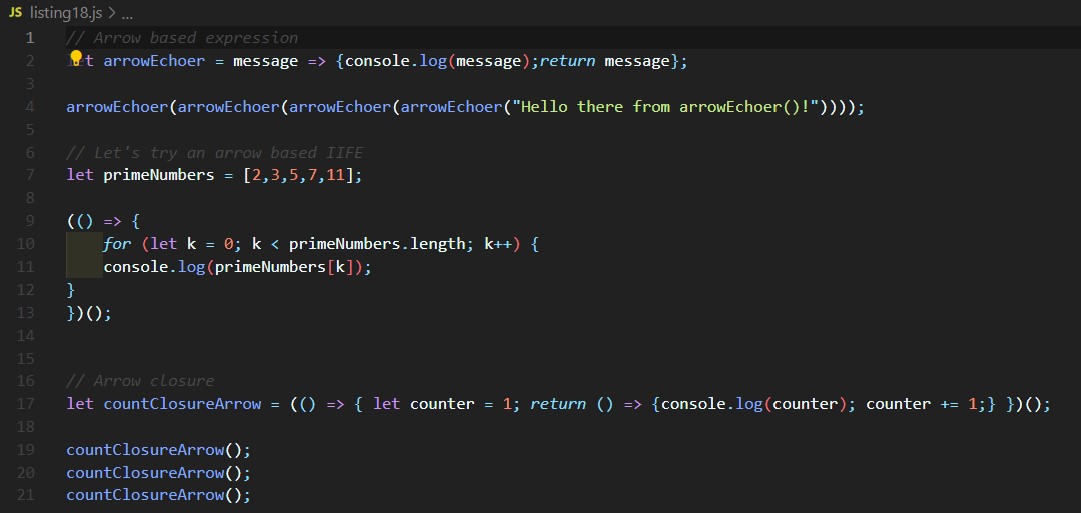 JS listing18.js > ...
1 // Arrow based expression
2 let arrowEchoer = message => {console.log(message);return message};
3
4 arrowEchoer(arrowEchoer(arrowEchoer(arrowEchoer("Hello there from arrowEchoer()!"))));
5
6 // Let's try an arrow based IIFE
7 let primeNumbers = [2,3,5,7,11];
8
9 (() => {
10     for (let k = 0; k < primeNumbers.length; k++) {
11     console.log(primeNumbers[k]);
12 }
13 })();
14
15
16 // Arrow closure
17 let countClosureArrow = (() => { let counter = 1; return () => {console.log(counter); counter += 1;} })();
18
19 countClosureArrow();
20 countClosureArrow();
21 countClosureArrow();